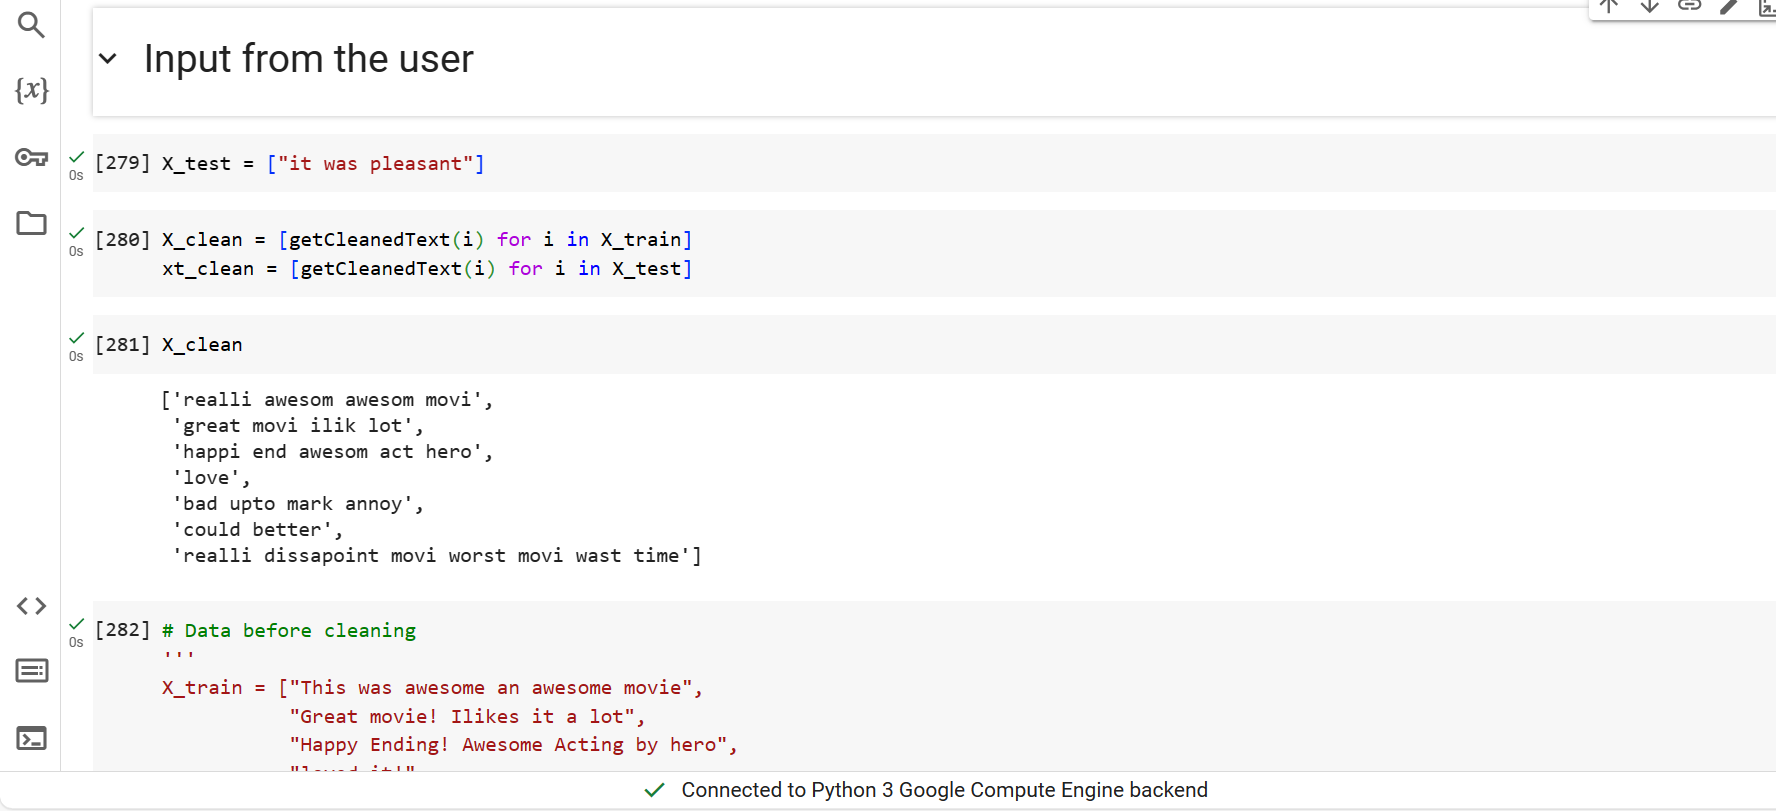 Input from the user
{x}
[279] X_test = ["it was pleasant"]
0s
[280] X_clean = [getCleanedText(i) for i in X_train]
0s
xt_clean = [getCleanedText(i) for i in X_test]
[281] X_clean
0s
['realli awesom awesom movi',
'great movi ilik lot',
'happi end awesom act hero',
'love',
'bad upto mark annoy',
'could better',
'realli dissapoint movi worst movi wast time']
[282] # Data before cleaning
0s
'''
X_train = ["This was awesome an awesome movie",
"Great movie! Ilikes it a lot",
"Happy Ending! Awesome Acting by hero",
"loved it!"
Connected to Python 3 Google Compute Engine backend